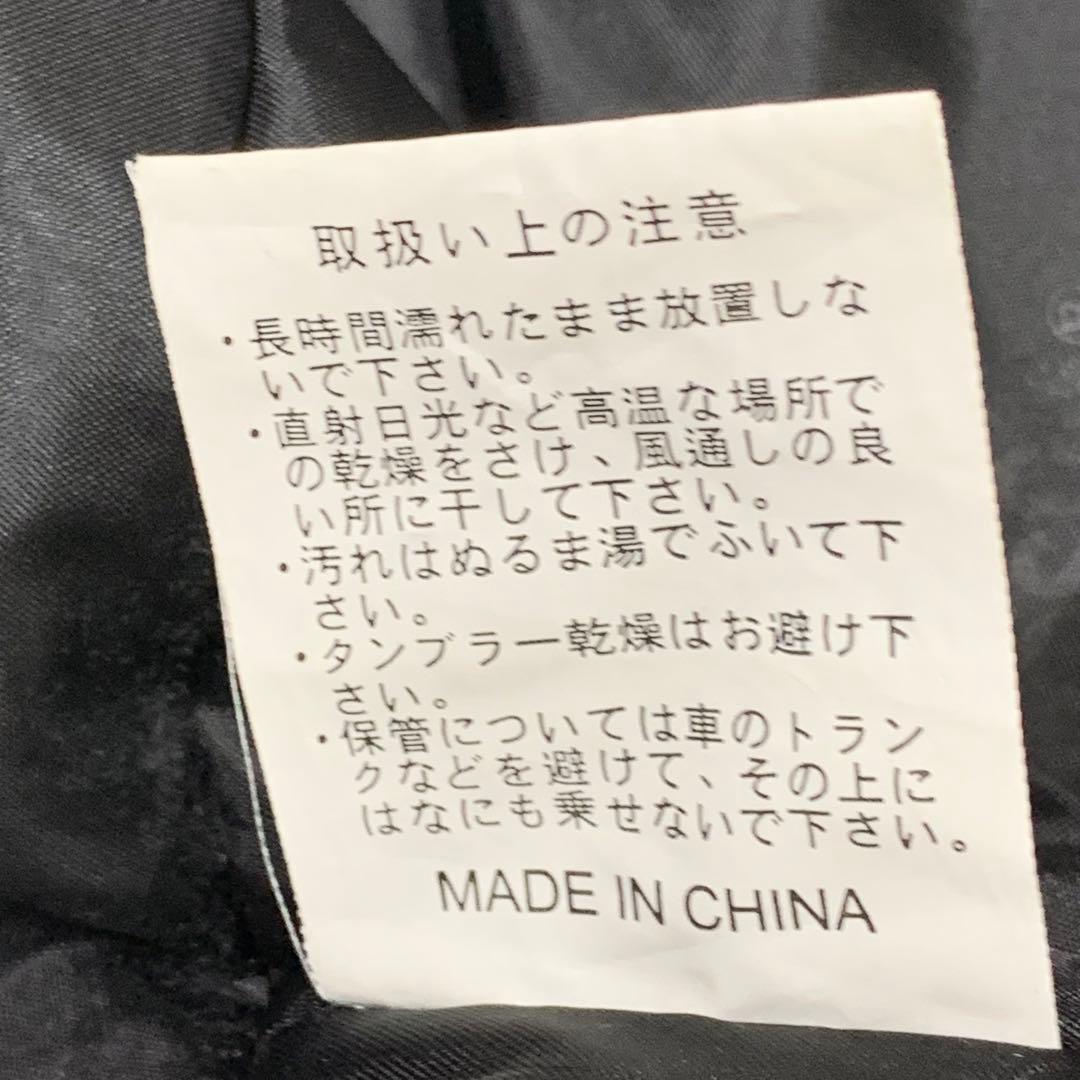 取扱い上の注意
・長時間濡れたまま放置しな
いで下さい。
・直射日光など高温な場所で
の乾燥をさけ、風通しの良
い所に干して下さい。
・汚れはぬるま湯でふいて下
さい。
・タンブラー乾燥はお避け下
さい。
・保管については車のトラン
クなどを避けて、その上に
はなにも乗せないで下さい。
MADE IN CHINA